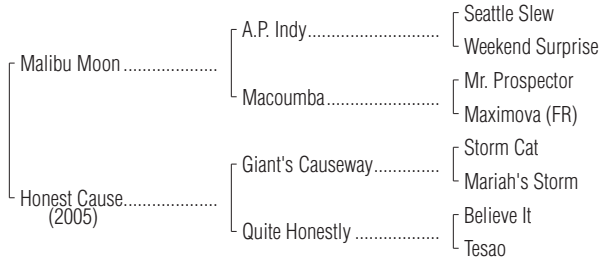 Seattle Slew
A.P. Indy
Weekend Surprise
Malibu Moon
Mr. Prospector
Macoumba
Maximova (FR)
Storm Cat
Giant's Causeway
Mariah's Storm
Honest Cause
(2005)
Believe It
Quite Honestly
Tesao